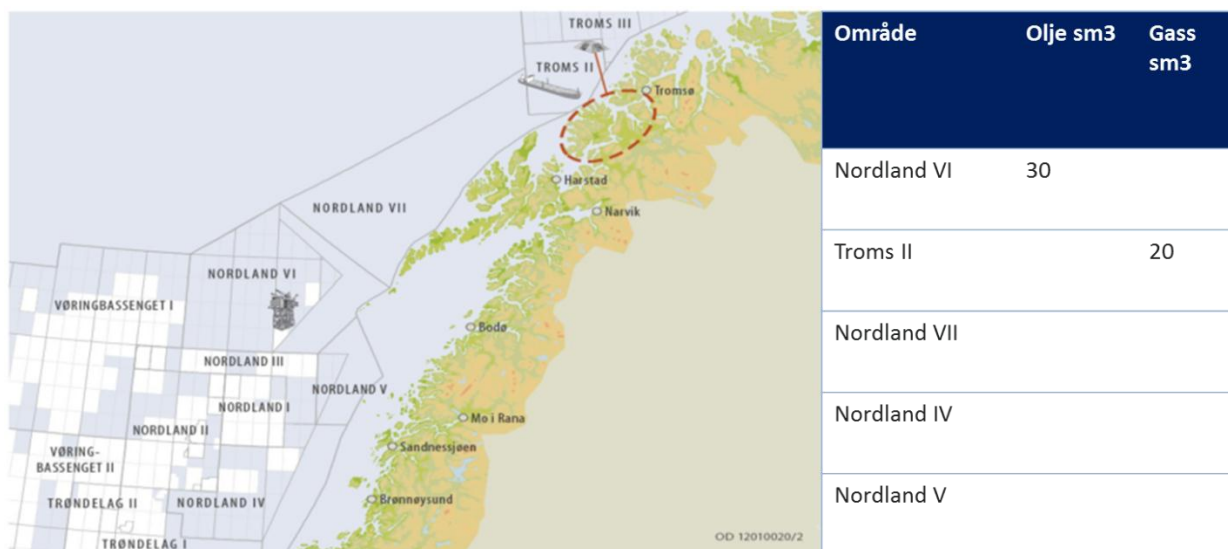 TROMS III
TROMS II
Tromsø
Harstad
Narvik
NORDLAND VII
NORDLAND VI
VØRINGBASSENGET I
Bodø
NORDLAND III
NORDLAND V
NORDLAND I
Mo i Rana
NORDLAND II
Sandnessjøen
VØRING-
BASSENGET II
TRØNDELAG II
NORDLAND IV
Brønnøysund
TRØNDELAG I
OD 12010020/2
Område Olje sm3 Gass
sm3
Nordland VI 30
Troms II 20
Nordland VII
Nordland IV
Nordland V